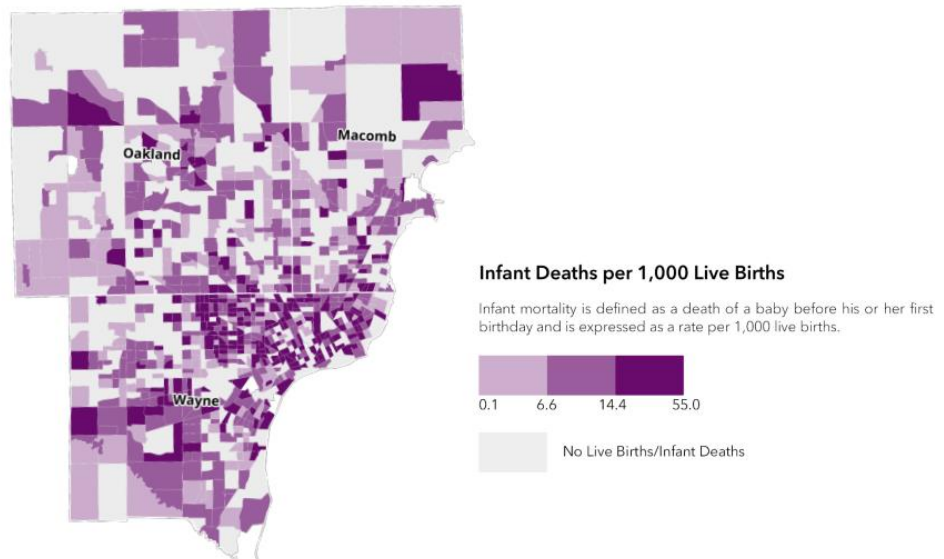 Macomb
Oakland
Infant Deaths per 1,000 Live Births
Infant mortality is defined as a death of a baby before his or her first
birthday and is expressed as a rate per 1,000 live births.
0.1 6.6 14.4 55.0
Wayne
No Live Births/Infant Deaths